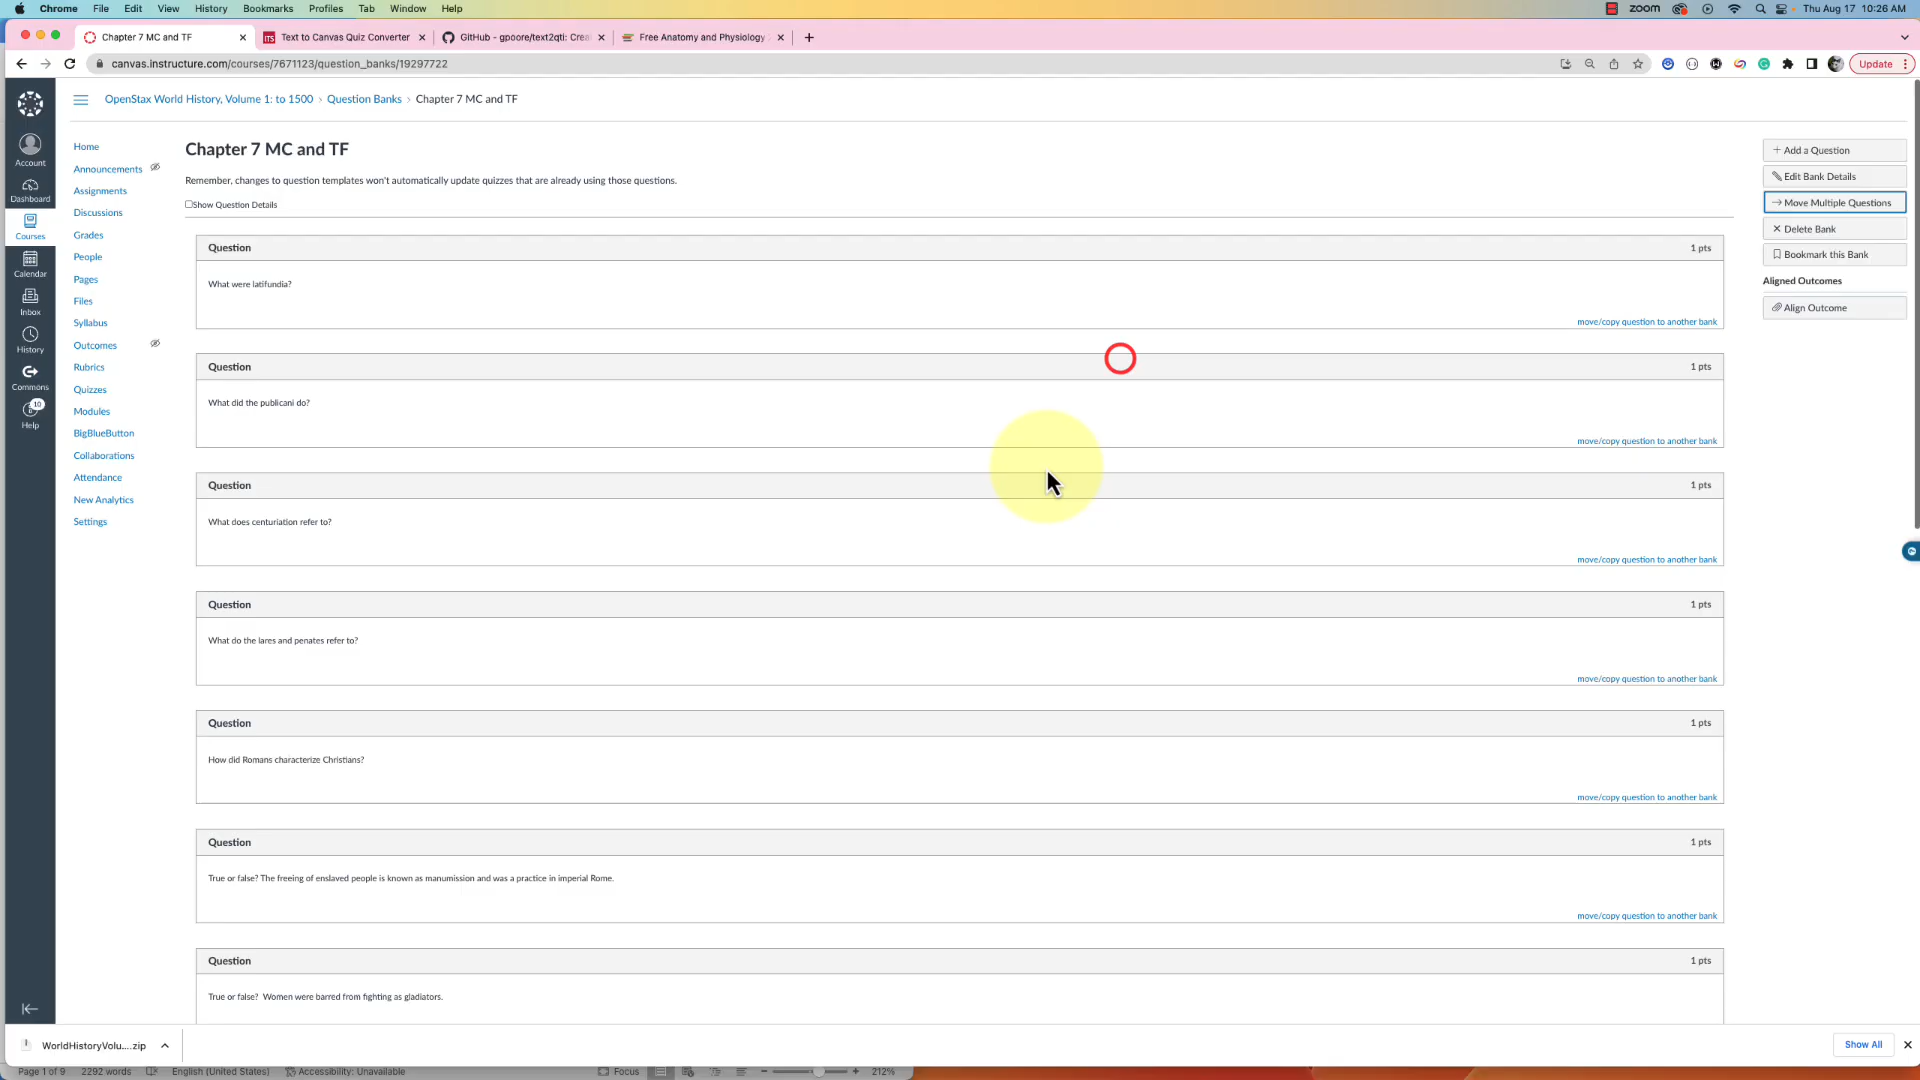 Chrome File Edit View History Bookmarks Profiles Tab Window Help zoom Thu Aug 17 10:26 AM
Chapter 7 MC and TF ITS Text to Canvas Quiz Converter GitHub - gpoore/text2qti: Crea Free Anatomy and Physiology
canvas.instructure.com/courses/7671123/question_banks/19297722 Update
OpenStax World History, Volume 1: to 1500 › Question Banks › Chapter 7 MC and TF
Account
Dashboard
Courses
Calendar
Inbox
History
Commons
10
Help
Home
Announcements
Assignments
Discussions
Grades
People
Pages
Files
Syllabus
Outcomes
Rubrics
Quizzes
Modules
BigBlueButton
Collaborations
Attendance
New Analytics
Settings
Chapter 7 MC and TF
Remember, changes to question templates won't automatically update quizzes that are already using those questions.
Show Question Details
Question 1 pts
What were latifundia?
move/copy question to another bank
Question 1 pts
What did the publicani do?
move/copy question to another bank
Question 1 pts
What does centuriation refer to?
move/copy question to another bank
Question 1 pts
What do the lares and penates refer to?
move/copy question to another bank
Question 1 pts
How did Romans characterize Christians?
move/copy question to another bank
Question 1 pts
True or false? The freeing of enslaved people is known as manumission and was a practice in imperial Rome.
move/copy question to another bank
Question 1 pts
True or false? Women were barred from fighting as gladiators.
+ Add a Question
Edit Bank Details
→ Move Multiple Questions
× Delete Bank
Bookmark this Bank
Aligned Outcomes
Align Outcome
WorldHistoryVolu....zip Show All
Page 1 of 9 2292 words English (United States) Accessibility: Unavailable Focus 212%